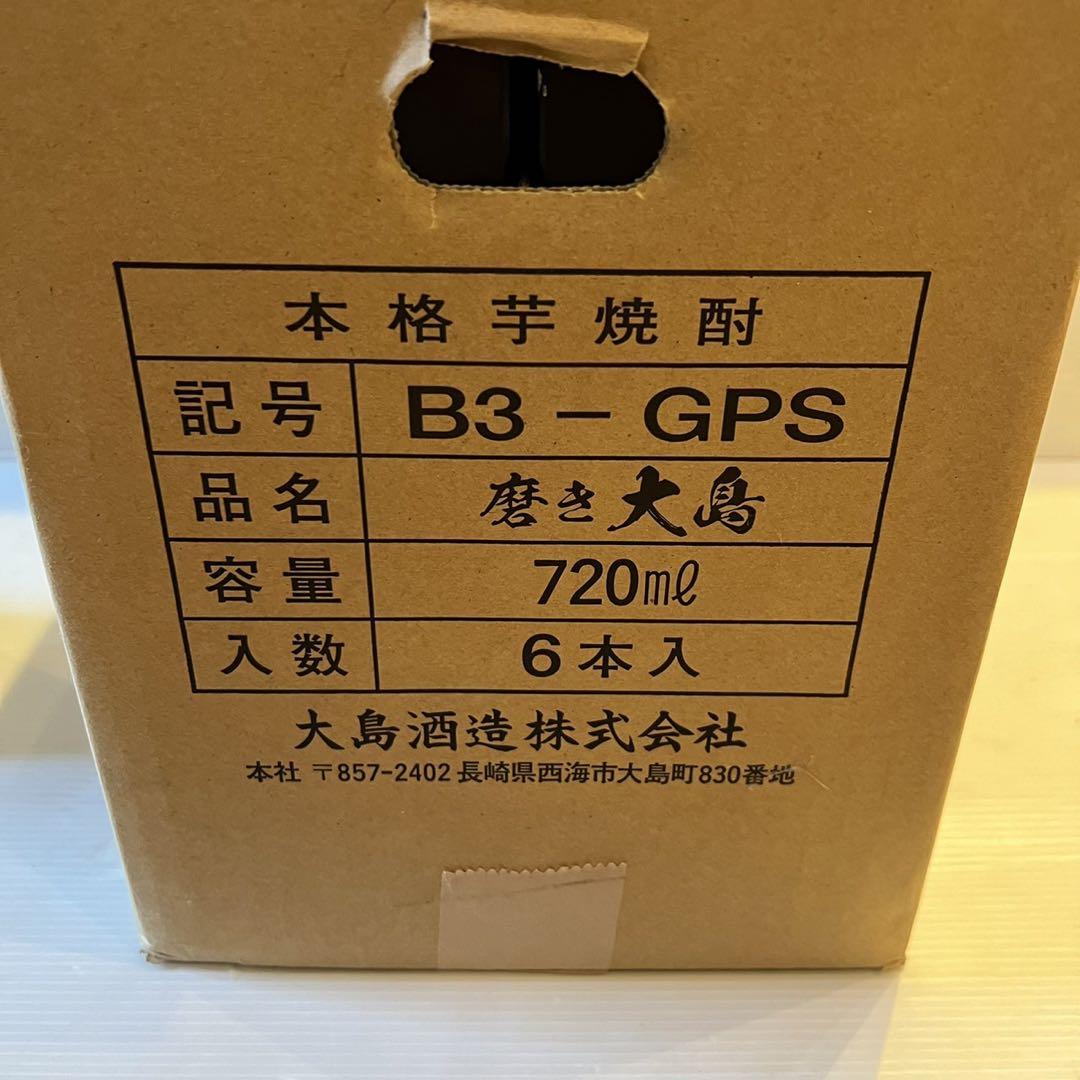 本格芋焼酎
記号 B3-GPS
品名 磨き大島
容量 720mℓ
入数 6本入
大島酒造株式会社
本社 〒857-2402 長崎県西海市大島町830番地